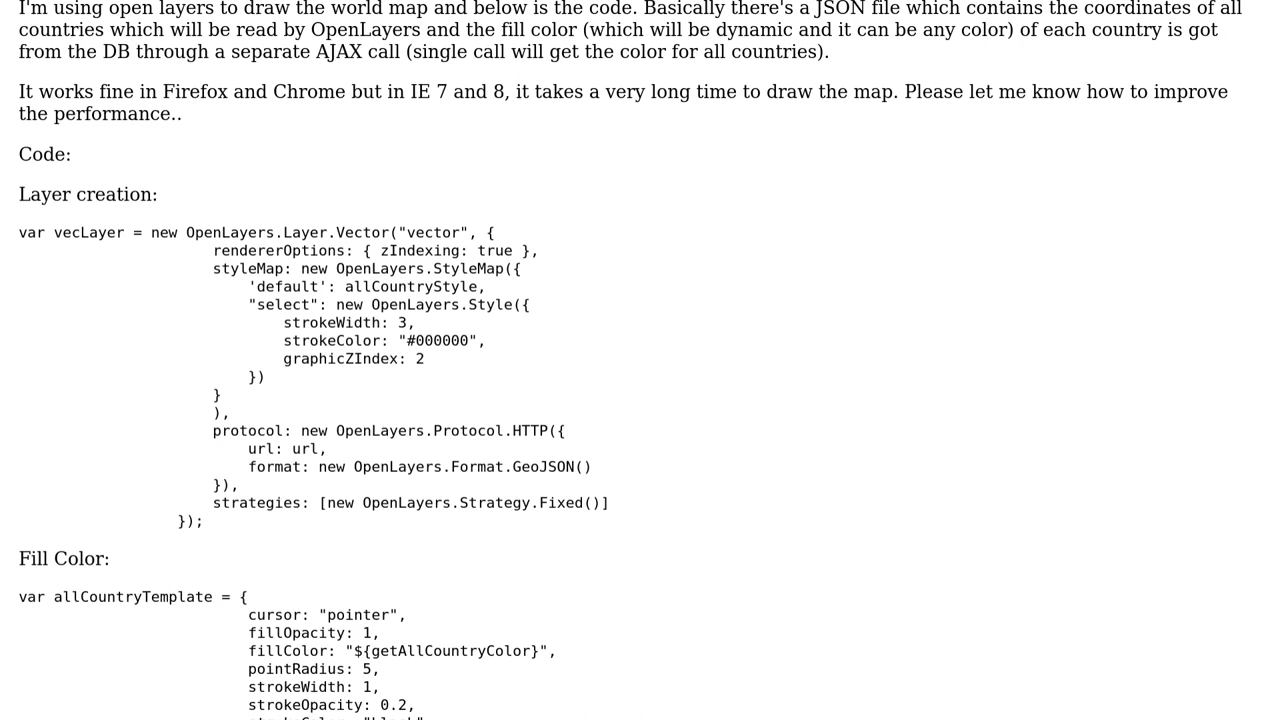 I'm using open layers to draw the world map and below is the code. Basically there's a JSON file which contains the coordinates of all
countries which will be read by OpenLayers and the fill color (which will be dynamic and it can be any color) of each country is got
from the DB through a separate AJAX call (single call will get the color for all countries).
It works fine in Firefox and Chrome but in IE 7 and 8, it takes a very long time to draw the map. Please let me know how to improve
the performance..
Code:
Layer creation:
var vecLayer = new OpenLayers.Layer.Vector("vector", {
rendererOptions: { zIndexing: true },
styleMap: new OpenLayers.StyleMap({
'default': allCountryStyle,
"select": new OpenLayers.Style({
strokeWidth: 3,
strokeColor: "#000000",
graphicZIndex: 2
})
}
),
protocol: new OpenLayers.Protocol.HTTP({
url: url,
format: new OpenLayers.Format.GeoJSON()
}),
strategies: [new OpenLayers.Strategy.Fixed()]
});
Fill Color:
var allCountryTemplate = {
cursor: "pointer",
fillOpacity: 1,
fillColor: "${getAllCountryColor}",
pointRadius: 5,
strokeWidth: 1,
strokeOpacity: 0.2,